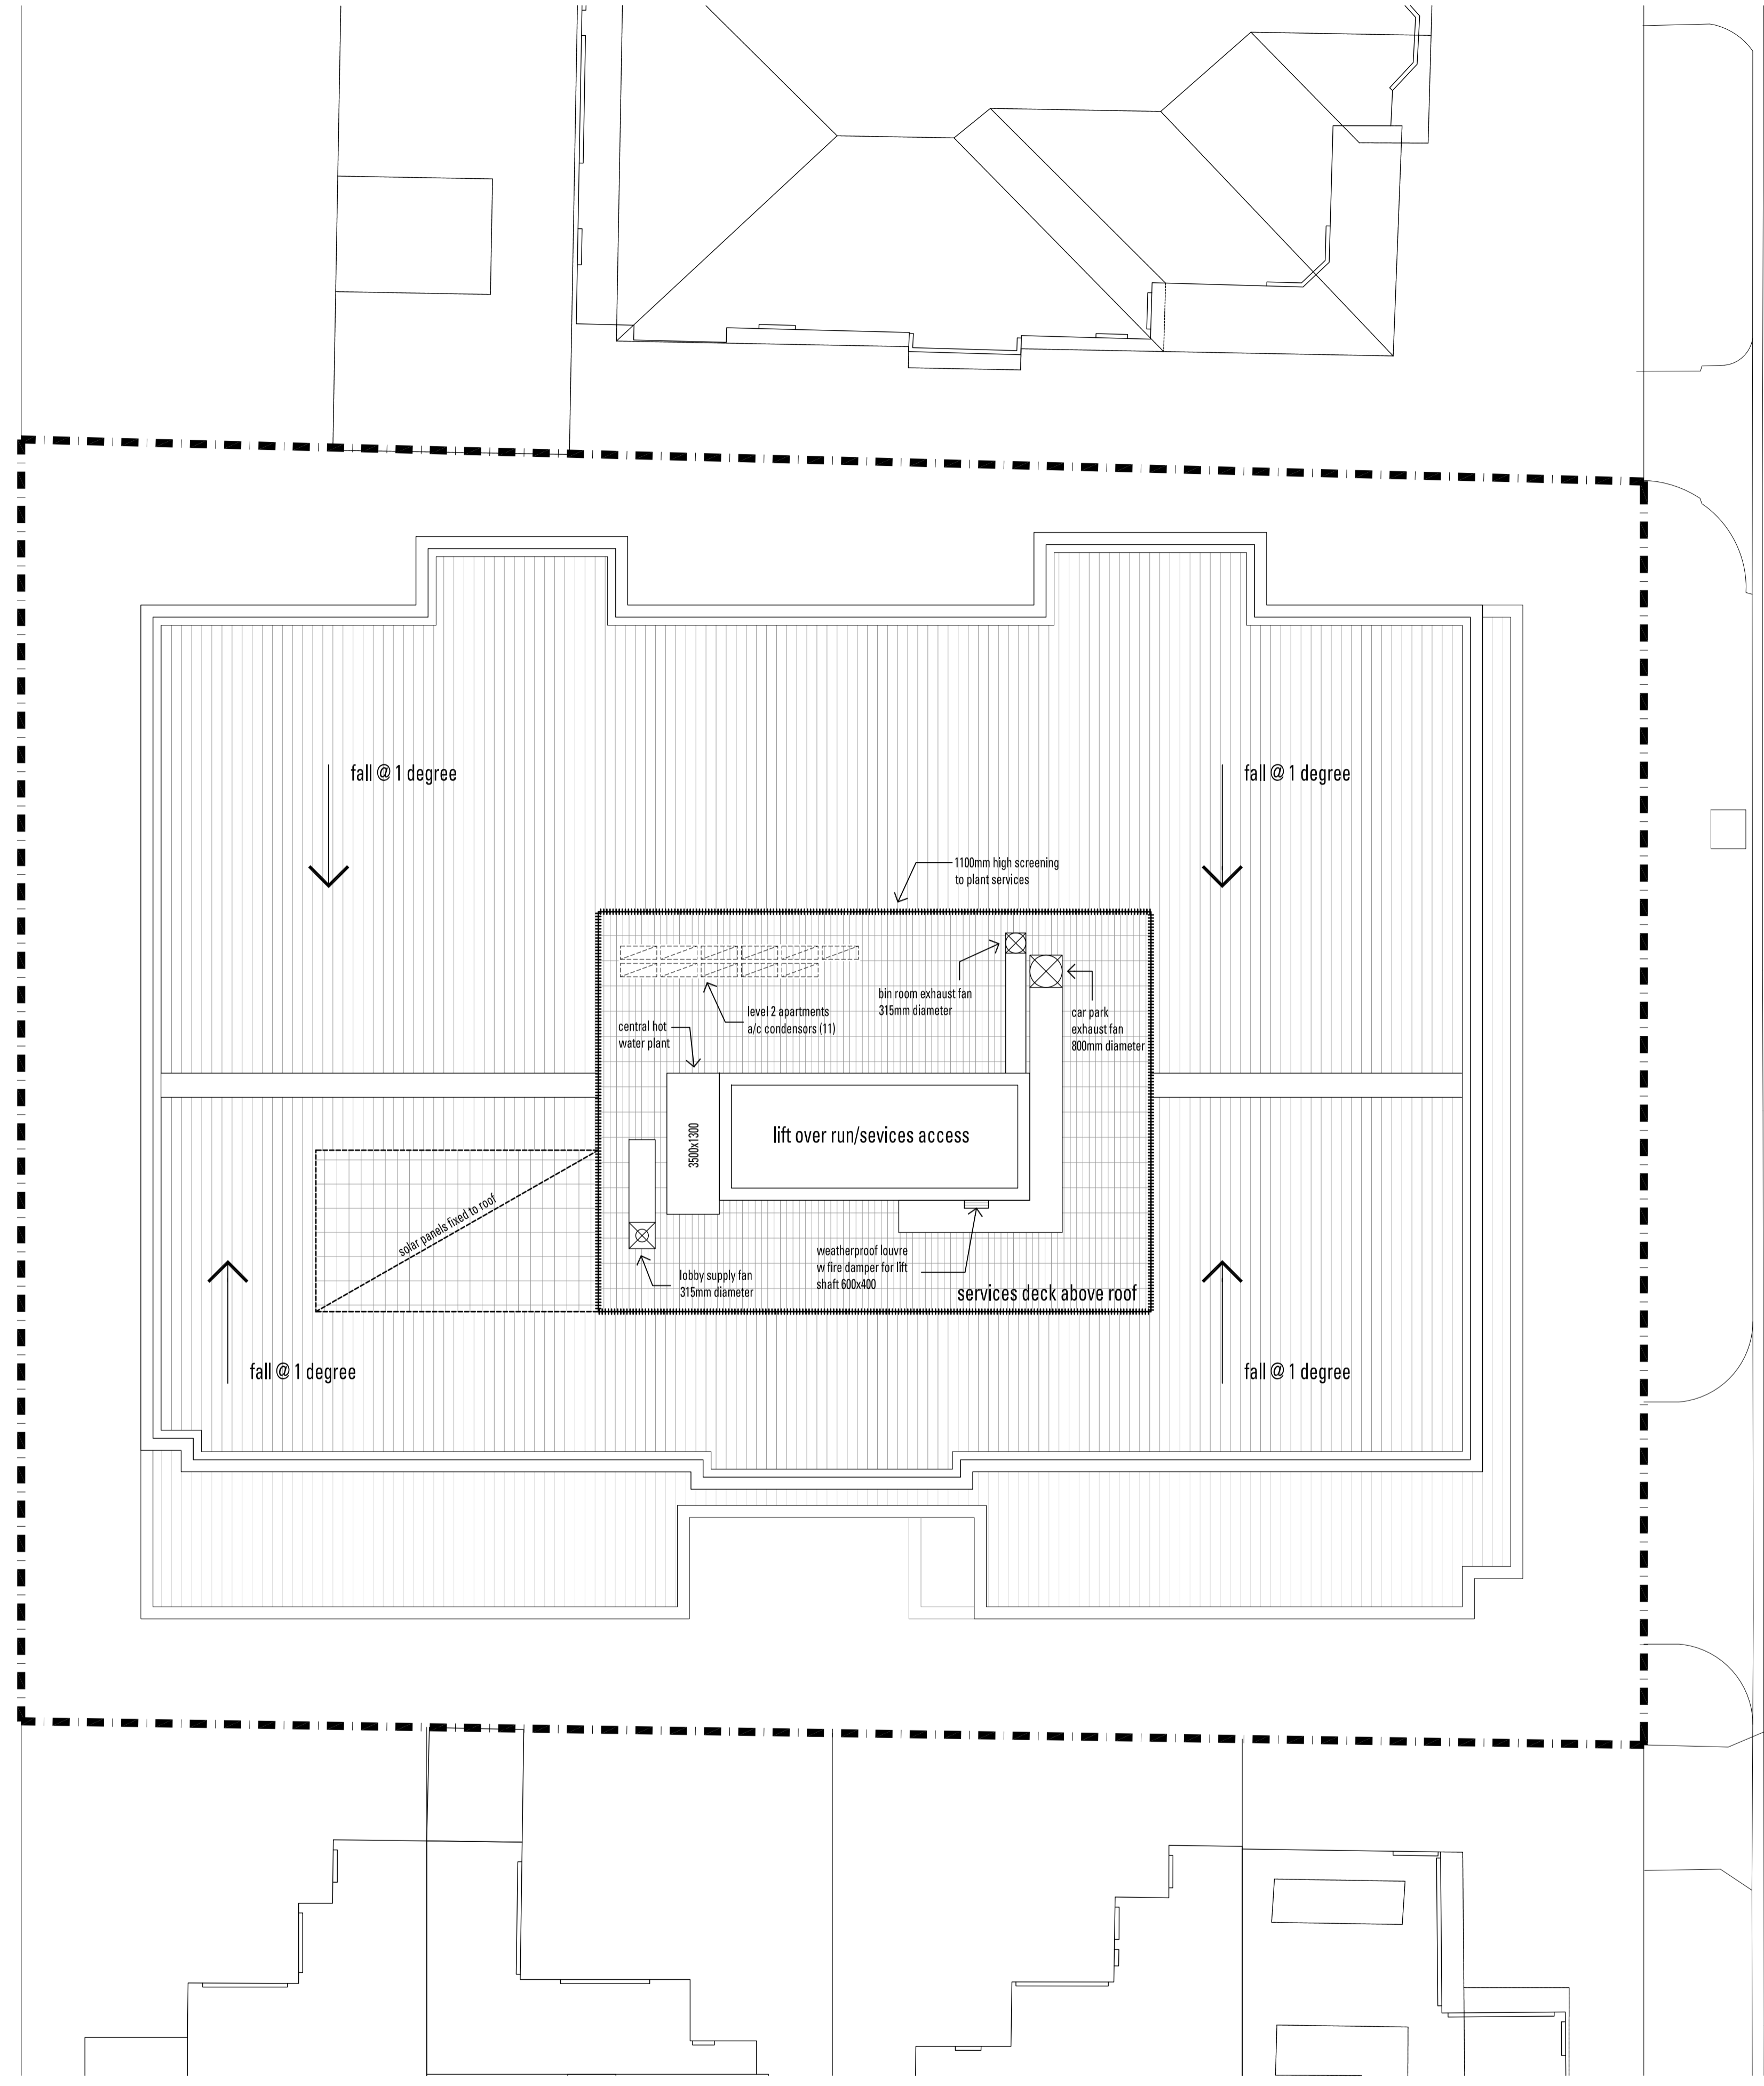 fall @ 1 degree
fall @ 1 degree
1100mm high screening
to plant services
bin room exhaust fan
315mm diameter
level 2 apartments
a/c condensors (11)
car park
exhaust fan
800mm diameter
central hot
water plant
3500x1300
lift over run/sevices access
solar panels fixed to roof
weatherproof louvre
w fire damper for lift
shaft 600x400
lobby supply fan
315mm diameter
services deck above roof
fall @ 1 degree
fall @ 1 degree